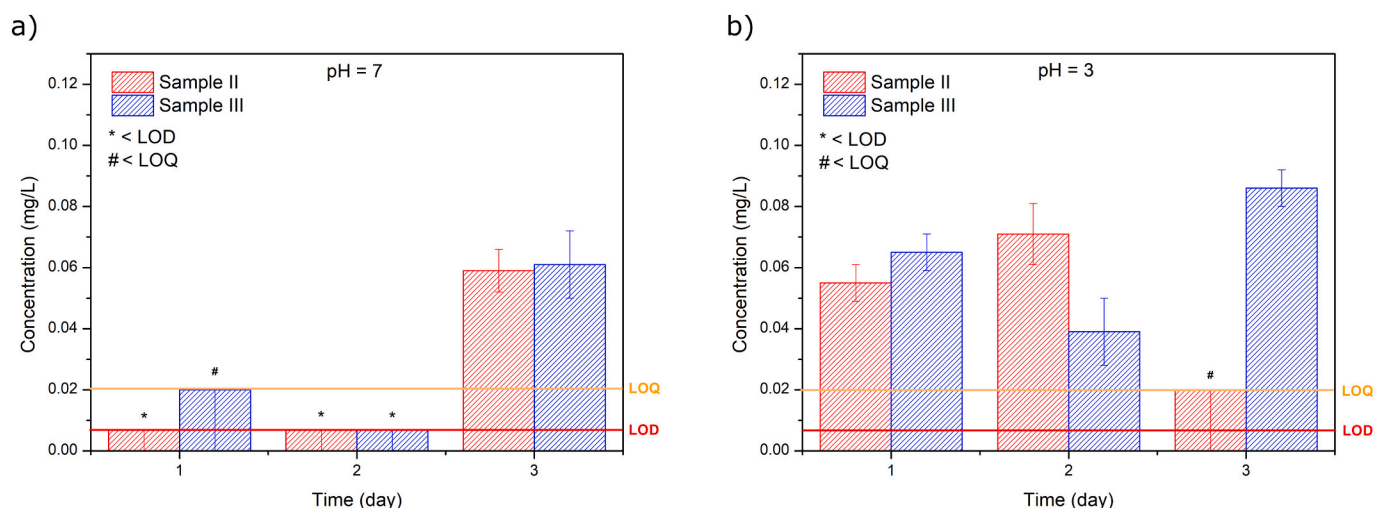 a)
pH = 7
Sample II
Sample III
* < LOD
# < LOQ
Concentration (mg/L)
0.12
0.10
0.08
0.06
0.04
0.02
0.00
*
#
*
*
LOQ
LOD
1
2
3
Time (day)
b)
pH = 3
Sample II
Sample III
* < LOD
# < LOQ
Concentration (mg/L)
0.12
0.10
0.08
0.06
0.04
0.02
0.00
#
LOQ
LOD
1
2
3
Time (day)